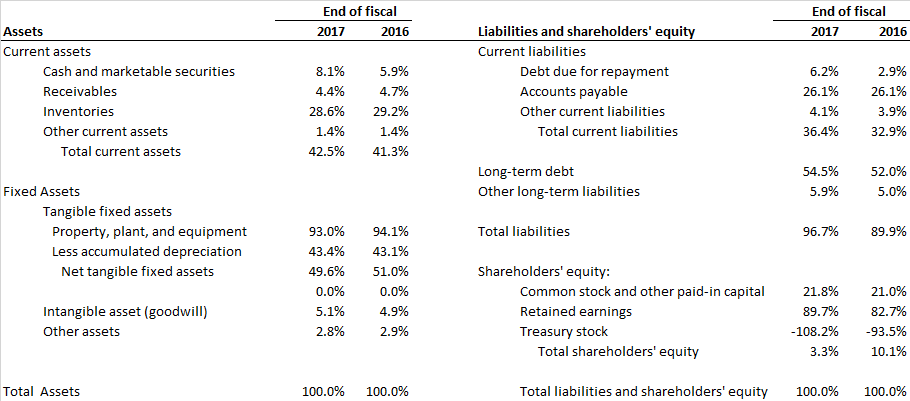 End of fiscal End of fiscal
Assets 2017 2016 Liabilities and shareholders' equity 2017 2016
Current assets Current liabilities
Cash and marketable securities 8.1% 5.9% Debt due for repayment 6.2% 2.9%
Receivables 4.4% 4.7% Accounts payable 26.1% 26.1%
Inventories 28.6% 29.2% Other current liabilities 4.1% 3.9%
Other current assets 1.4% 1.4% Total current liabilities 36.4% 32.9%
Total current assets 42.5% 41.3%
Long-term debt 54.5% 52.0%
Fixed Assets Other long-term liabilities 5.9% 5.0%
Tangible fixed assets
Property, plant, and equipment 93.0% 94.1% Total liabilities 96.7% 89.9%
Less accumulated depreciation 43.4% 43.1%
Net tangible fixed assets 49.6% 51.0% Shareholders' equity:
0.0% 0.0% Common stock and other paid-in capital 21.8% 21.0%
Intangible asset (goodwill) 5.1% 4.9% Retained earnings 89.7% 82.7%
Other assets 2.8% 2.9% Treasury stock -108.2% -93.5%
Total shareholders' equity 3.3% 10.1%
Total Assets 100.0% 100.0% Total liabilities and shareholders' equity 100.0% 100.0%